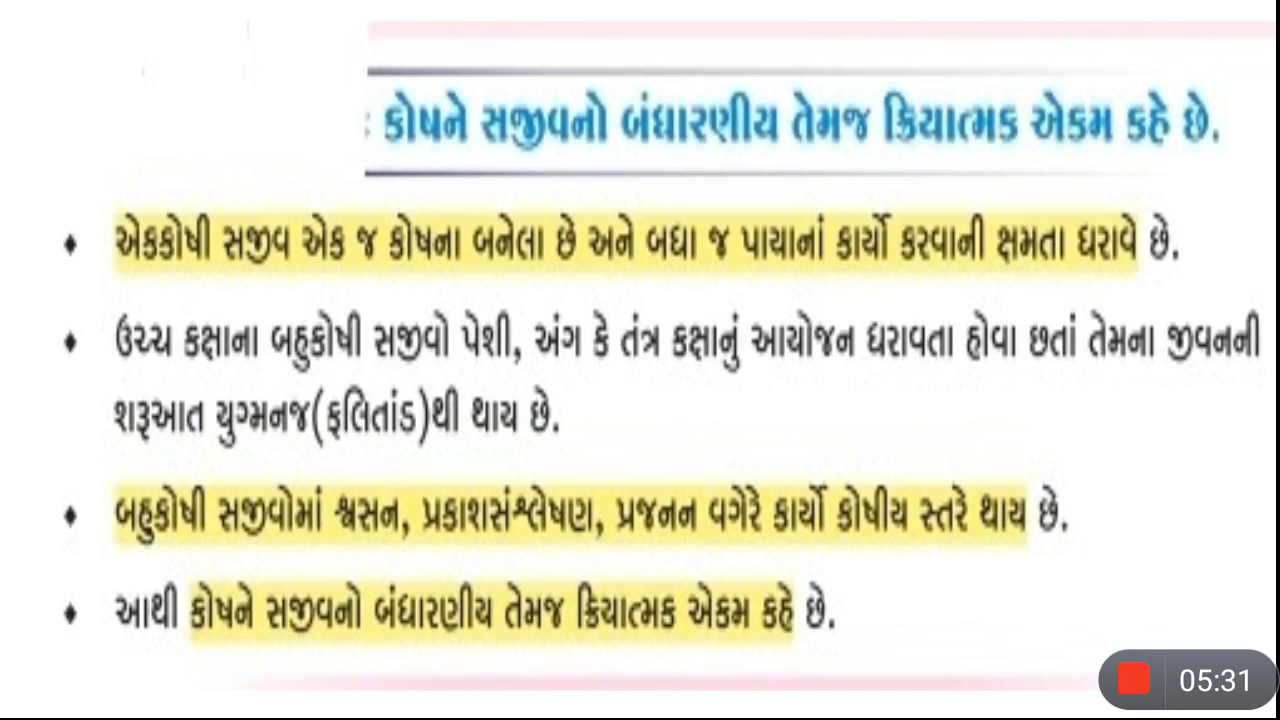 : કોષને સજીવનો બંધારણીય તેમજ ક્રિયાત્મક એકમ કહે છે.
♦ એકકોષી સજીવ એક જ કોષના બનેલા છે અને બધા જ પાયાનાં કાર્યો કરવાની ક્ષમતા ધરાવે છે.
♦ ઉચ્ચ કક્ષાના બહુકોષી સજીવો પેશી, અંગ કે તંત્ર કક્ષાનું આયોજન ધરાવતા હોવા છતાં તેમના જીવનની
શરૂઆત યુગ્મનજ(ફલિતાંડ)થી થાય છે.
♦ બહુકોષી સજીવોમાં શ્વસન, પ્રકાશસંશ્લેષણ, પ્રજનન વગેરે કાર્યો કોષીય સ્તરે થાય છે.
♦ આથી કોષને સજીવનો બંધારણીય તેમજ ક્રિયાત્મક એકમ કહે છે.
05:31